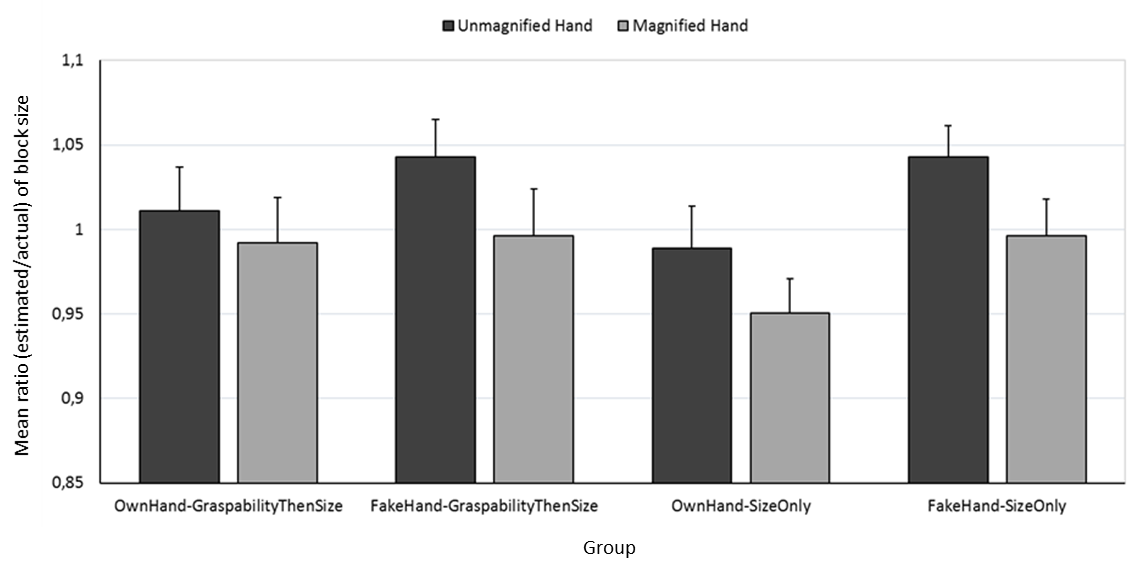 Unmagnified Hand Magnified Hand
Mean ratio (estimated/actual) of block size
1,1
1,05
1
0,95
0,9
0,85
OwnHand-GraspabilityThenSize FakeHand-GraspabilityThenSize OwnHand-SizeOnly FakeHand-SizeOnly
Group